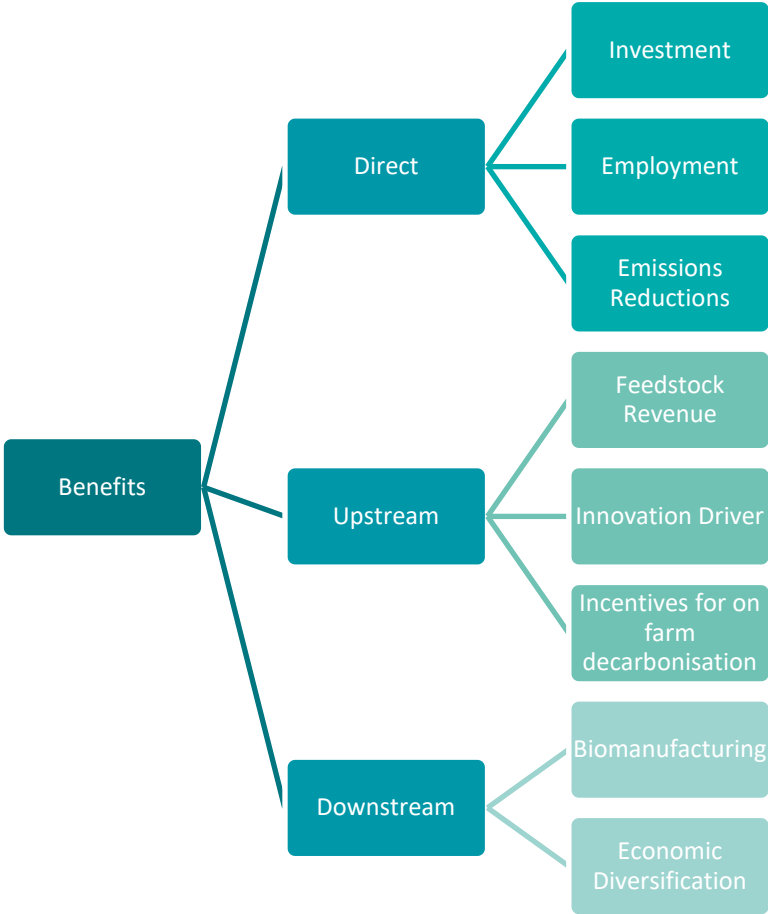 Benefits
Direct
Investment
Employment
Emissions
Reductions
Upstream
Feedstock
Revenue
Innovation Driver
Incentives for on
farm
decarbonisation
Downstream
Biomanufacturing
Economic
Diversification